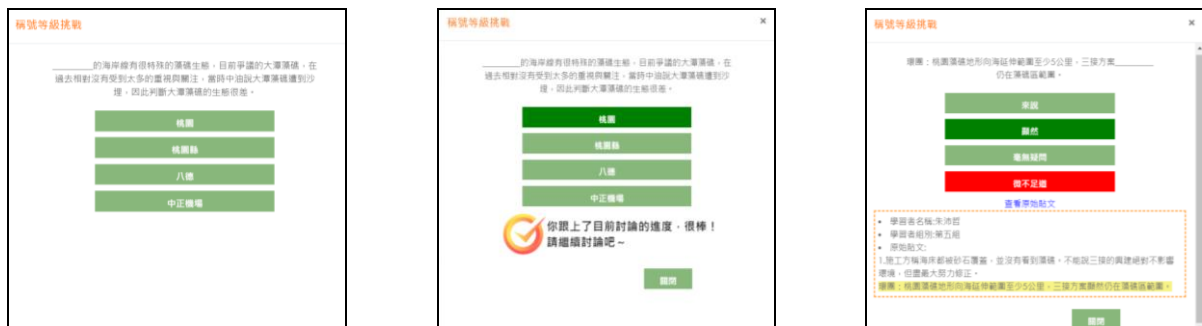 稱號等級挑戰
________的海岸線有很特殊的藻礁生態,目前爭議的大潭藻礁,在
過去相對沒有受到太多的重視與關注,當時中油說大潭藻礁遭到沙
埋,因此判斷大潭藻礁的生態很差。
桃園
桃園縣
八德
中正機場
稱號等級挑戰 ×
________的海岸線有很特殊的藻礁生態,目前爭議的大潭藻礁,在
過去相對沒有受到太多的重視與關注,當時中油說大潭藻礁遭到沙
埋,因此判斷大潭藻礁的生態很差。
桃園
桃園縣
八德
中正機場
你跟上了目前討論的進度,很棒!
請繼續討論吧~
關閉
稱號等級挑戰 ×
環團:桃園藻礁地形向海延伸範圍至少5公里,三接方案________
仍在藻礁區範圍。
來說
顯然
毫無疑問
微不足道
查看原始貼文
• 學習者名稱:朱沛哲
• 學習者組別:第五組
• 原始貼文:
1.施工方稱海床都被砂石覆蓋,並沒有看到藻礁。不能說三接的興建絕對不影響
環境,但盡最大努力修正。
環團:桃園藻礁地形向海延伸範圍至少5公里,三接方案顯然仍在藻礁區範圍。
關閉